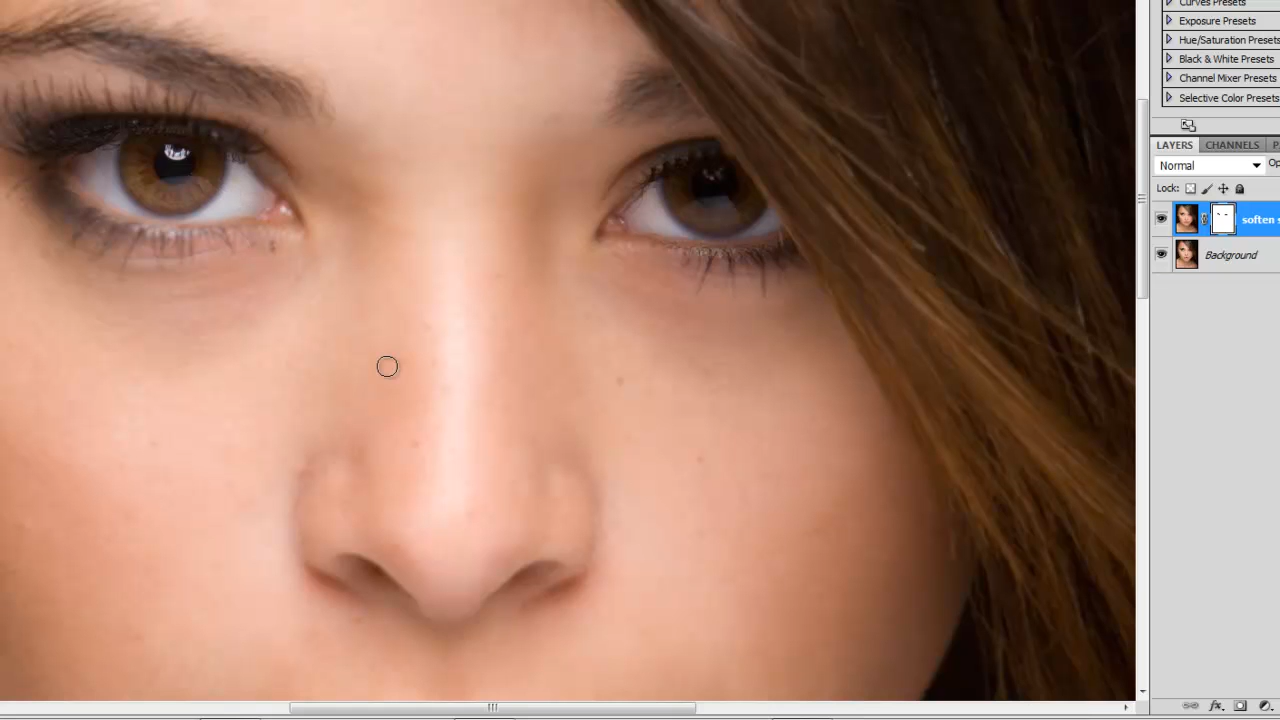 Curves Presets
Exposure Presets
Hue/Saturation Presets
Black & White Presets
Channel Mixer Presets
Selective Color Presets
LAYERS CHANNELS
Normal
Lock:
soften
Background
fx